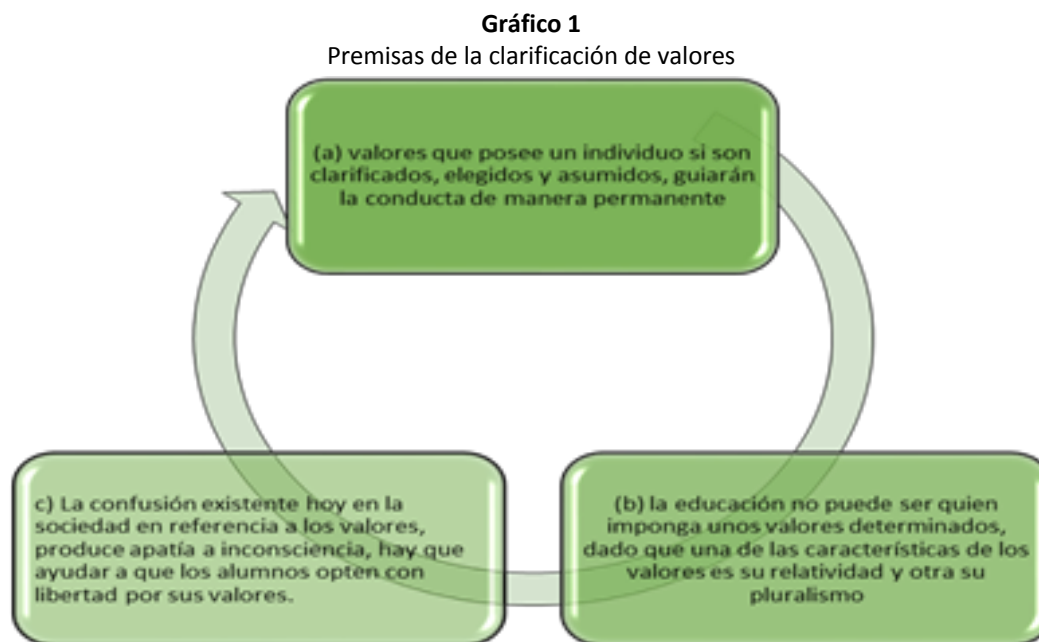 Gráfico 1
Premisas de la clarificación de valores
(a) valores que posee un individuo si son
clarificados, elegidos y asumidos, guiarán
la conducta de manera permanente
c) La confusión existente hoy en la
sociedad en referencia a los valores,
produce apatía a inconsciencia, hay que
ayudar a que los alumnos opten con
libertad por sus valores.
(b) la educación no puede ser quien
imponga unos valores determinados,
dado que una de las características de los
valores es su relatividad y otra su
pluralismo